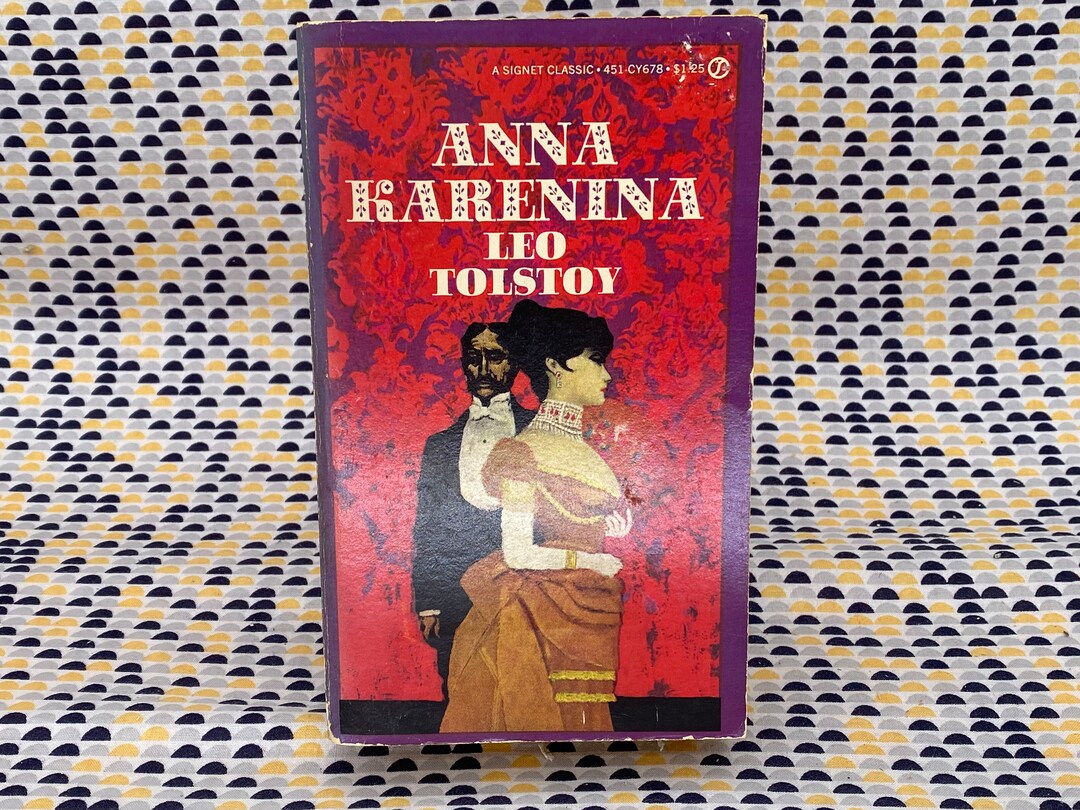 A SIGNET CLASSIC • 451-CY678 • $1.25
ANNA
KARENINA
LEO
TOLSTOY